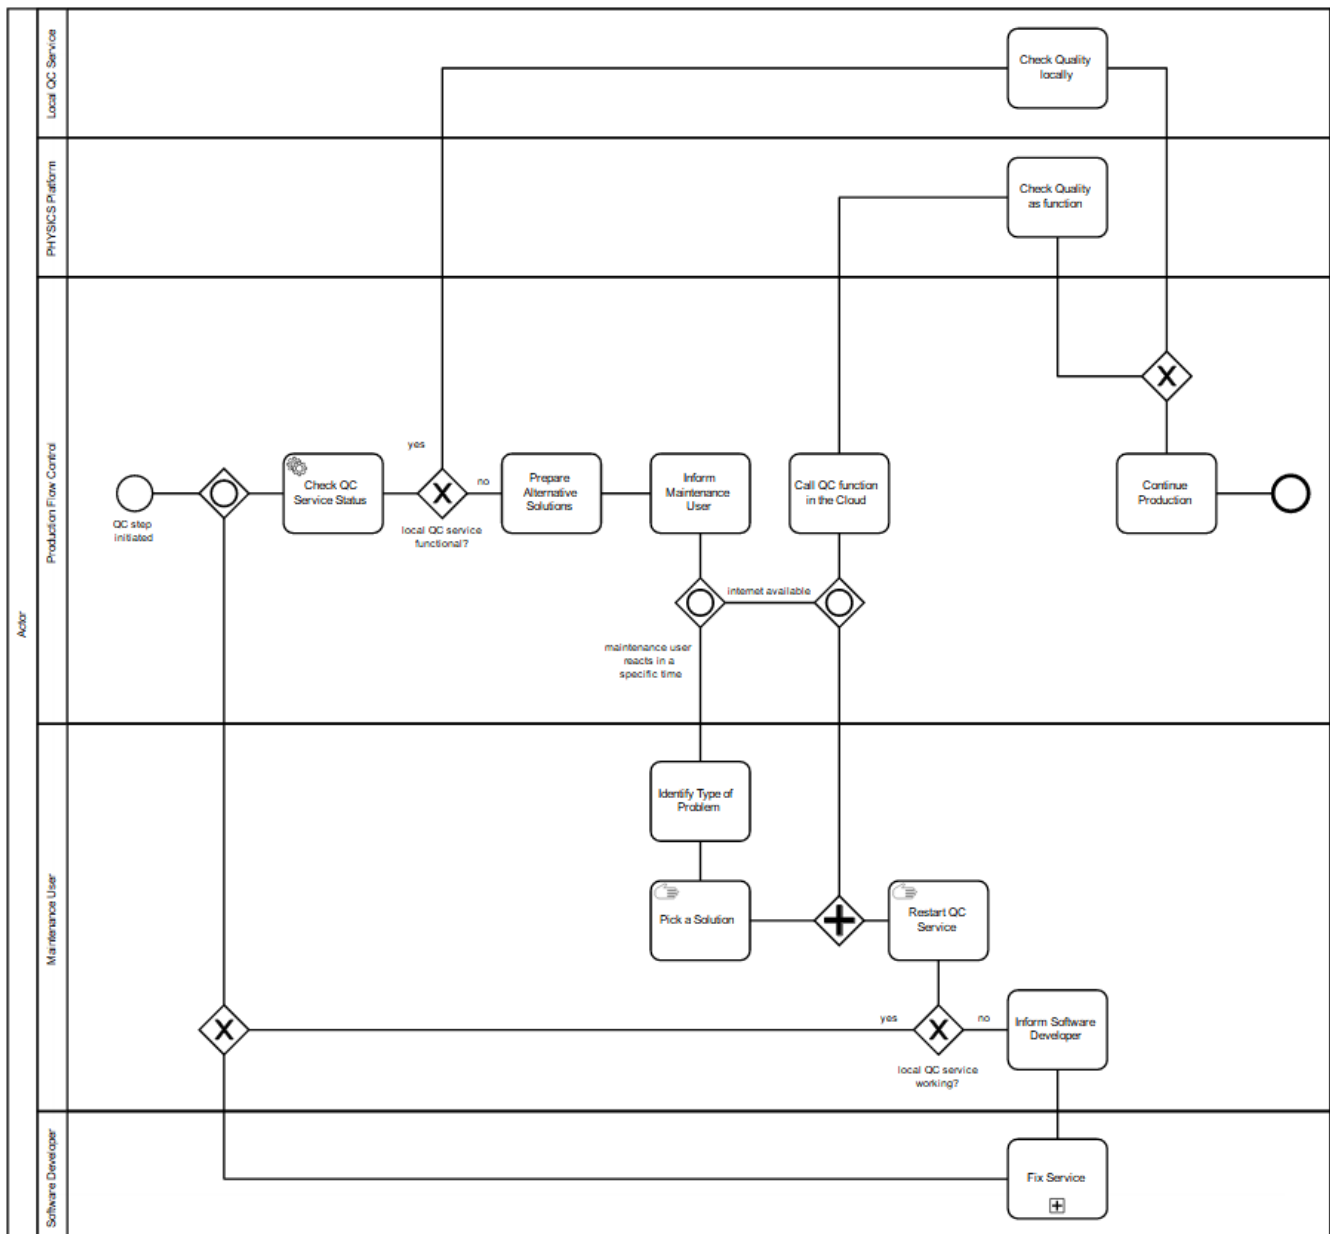 Actor
Local QC Service
Check Quality
locally
PHYSICS Platform
Check Quality
as function
Production Flow Control
QC step
initiated
Check QC
Service Status
yes
no
local QC service
functional?
Prepare
Alternative
Solutions
Inform
Maintenance
User
Call QC function
in the Cloud
Continue
Production
internet available
maintenance user
reacts in a
specific time
Maintenance User
Identify Type of
Problem
Pick a Solution
Restart QC
Service
yes
no
local QC service
working?
Inform Software
Developer
Software Developer
Fix Service